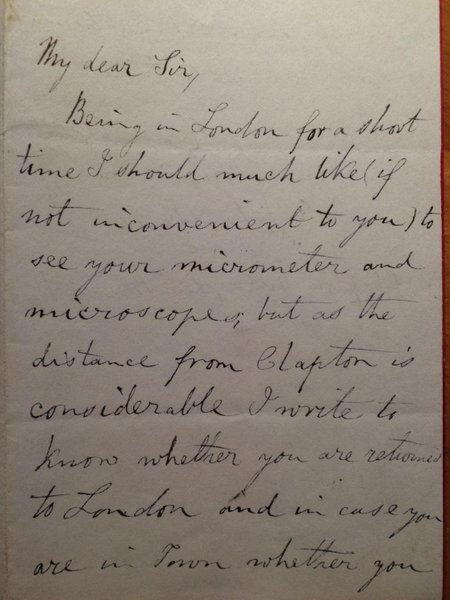 My dear Sir,
Being in London for a short
time I should much like (if
not inconvenient to you) to
see your micrometer and
microscopes, but as the
distance from Clapton is
considerable I write to
know whether you are returned
to London and in case you
are in Town whether you